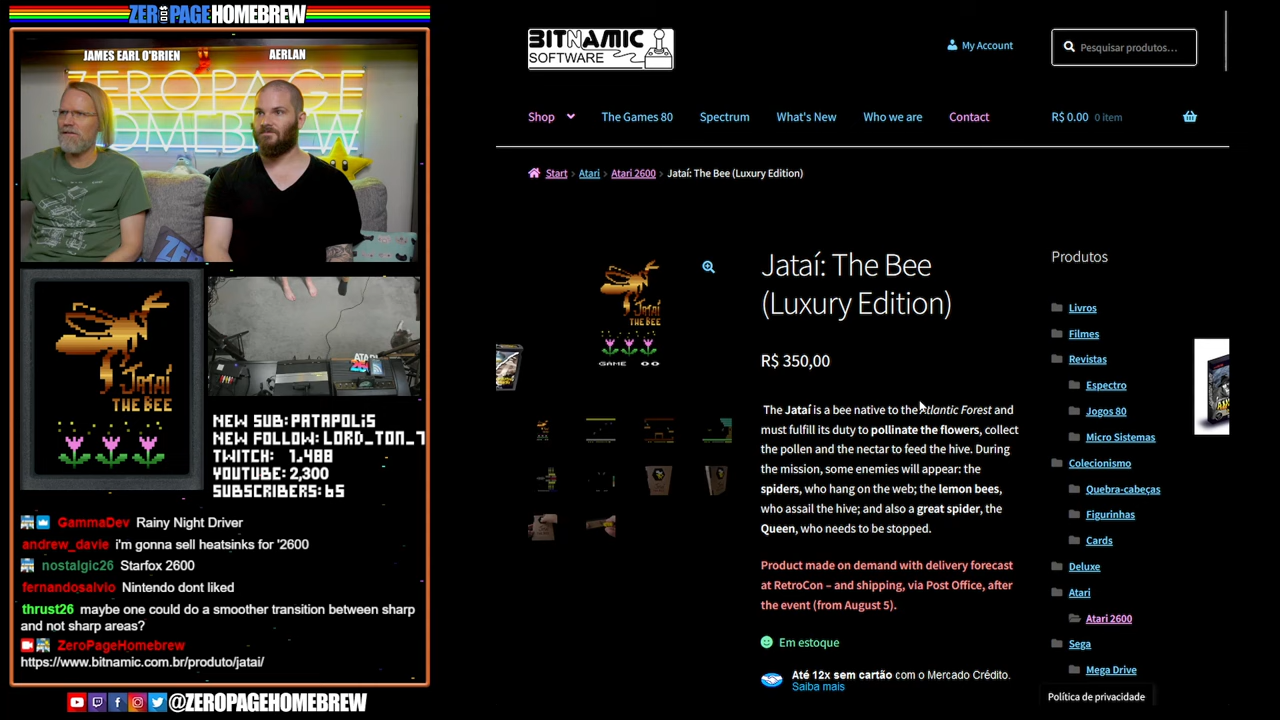 ZEROPAGE HOMEBREW
JAMES EARL O'BRIEN
AERLAN
ZEROPAGE
HOMEBREW
JATAÍ
THE BEE
NEW SUB: PATAPOLIS
NEW FOLLOW: LORD_TON_7
TWITCH: 1,488
YOUTUBE: 2,300
SUBSCRIBERS: 65
GammaDev Rainy Night Driver
andrew_davie i'm gonna sell heatsinks for '2600
nostalgic26 Starfox 2600
fernandosalvio Nintendo dont liked
thrust26 maybe one could do a smoother transition between sharp
and not sharp areas?
ZeroPageHomebrew
https://www.bitnamic.com.br/produto/jatai/
@ZEROPAGEHOMEBREW
BITNAMIC
SOFTWARE
My Account
Pesquisar produtos…
Shop
The Games 80
Spectrum
What's New
Who we are
Contact
R$ 0.00 0 item
Start > Atari > Atari 2600 > Jataí: The Bee (Luxury Edition)
JATAÍ
THE BEE
GAME 00
Jataí: The Bee
(Luxury Edition)
R$ 350,00
The Jataí is a bee native to the Atlantic Forest and
must fulfill its duty to pollinate the flowers, collect
the pollen and the nectar to feed the hive. During
the mission, some enemies will appear: the
spiders, who hang on the web; the lemon bees,
who assail the hive; and also a great spider, the
Queen, who needs to be stopped.
Product made on demand with delivery forecast
at RetroCon – and shipping, via Post Office, after
the event (from August 5).
Em estoque
Até 12x sem cartão com o Mercado Crédito.
Saiba mais
Produtos
Livros
Filmes
Revistas
Espectro
Jogos 80
Micro Sistemas
Colecionismo
Quebra-cabeças
Figurinhas
Cards
Deluxe
Atari
Atari 2600
Sega
Mega Drive
Política de privacidade